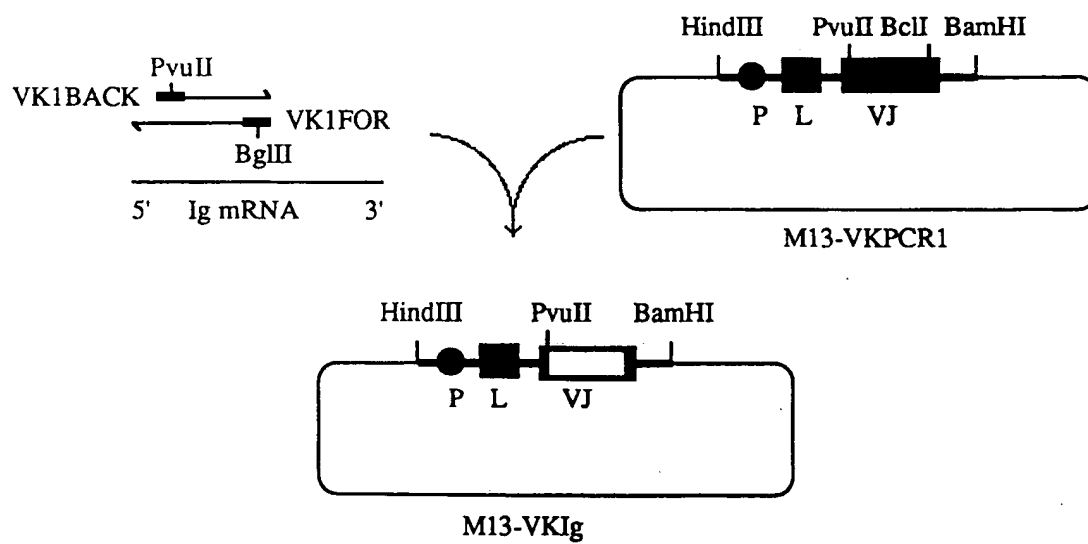 PvuII
VK1BACK
VK1FOR
BglII
5' Ig mRNA 3'
HindIII PvuII BclI BamHI
P L VJ
M13-VKPCR1
HindIII PvuII BamHI
P L VJ
M13-VKIg